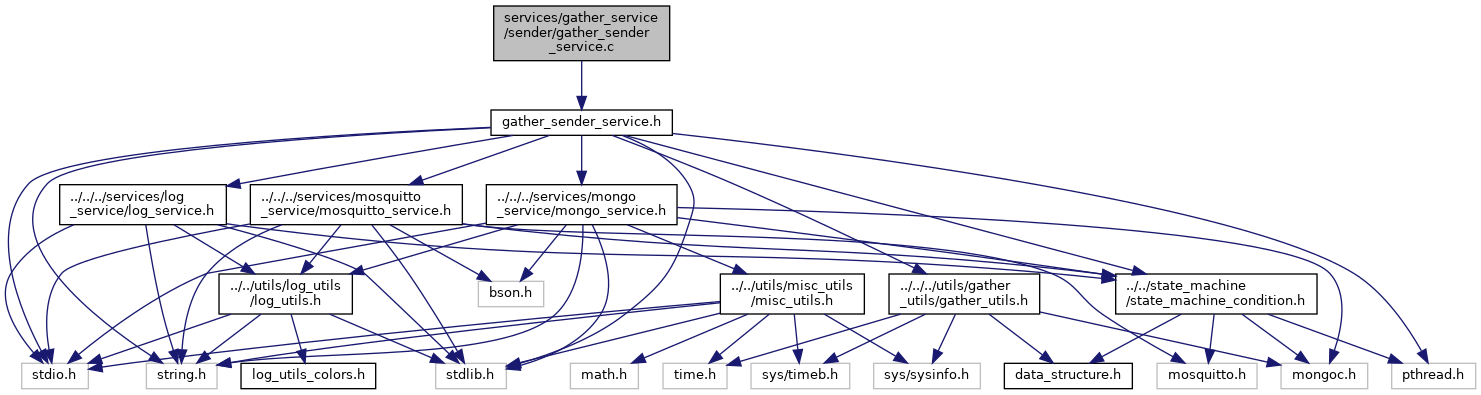 services/gather_service
/sender/gather_sender
_service.c
gather_sender_service.h
../../../services/log
_service/log_service.h
../../../services/mosquitto
_service/mosquitto_service.h
../../../services/mongo
_service/mongo_service.h
../../utils/log_utils
/log_utils.h
bson.h
../../utils/misc_utils
/misc_utils.h
../../../utils/gather
_utils/gather_utils.h
../../state_machine
/state_machine_condition.h
stdio.h
string.h
log_utils_colors.h
stdlib.h
math.h
time.h
sys/timeb.h
sys/sysinfo.h
data_structure.h
mosquitto.h
mongoc.h
pthread.h